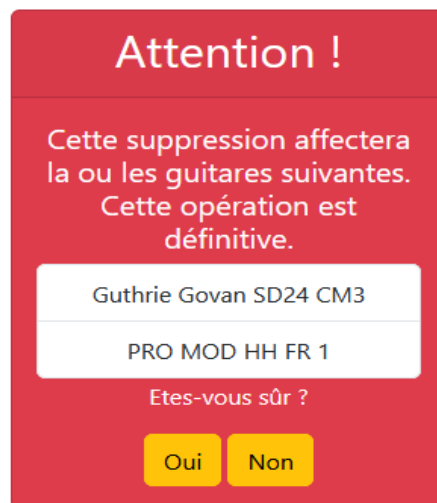 Attention !
Cette suppression affectera
la ou les guitares suivantes.
Cette opération est
définitive.
Guthrie Govan SD24 CM3
PRO MOD HH FR 1
Etes-vous sûr ?
Oui Non